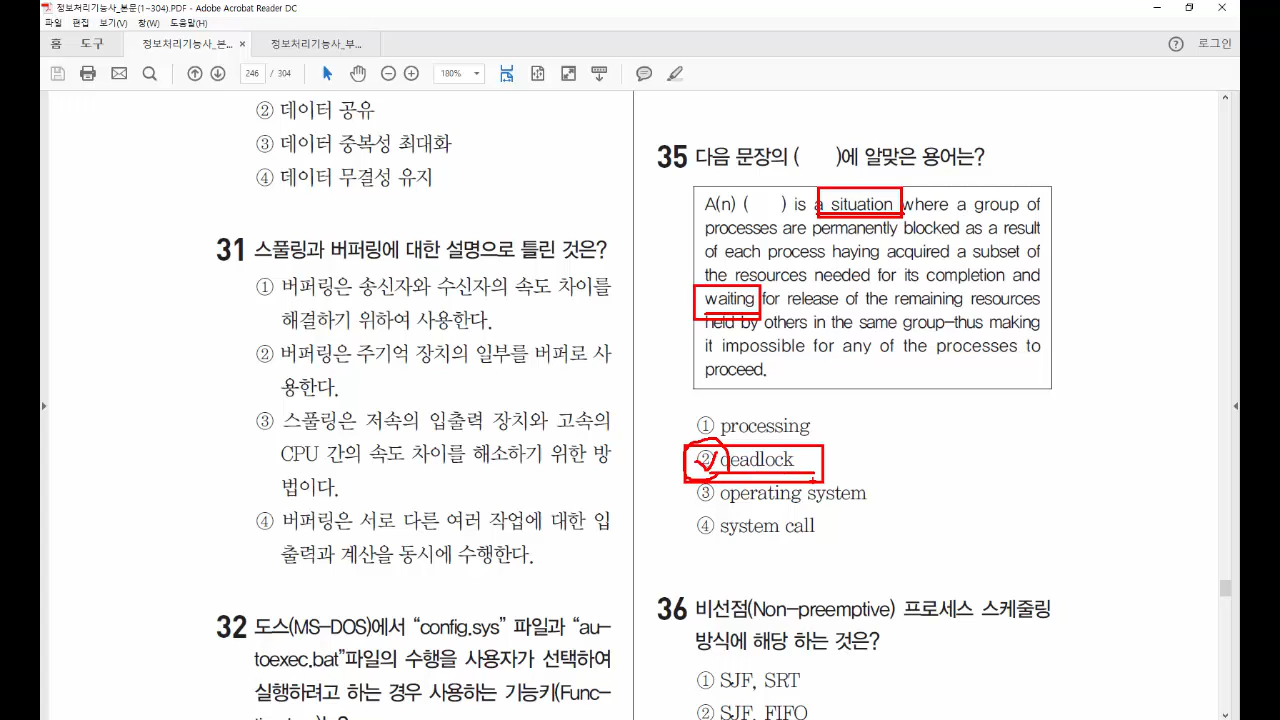 정보처리기능사_본문(1-304).PDF - Adobe Acrobat Reader DC
파일 편집 보기(V) 창(W) 도움말(H)
홈 도구 정보처리기능사_본... × 정보처리기능사_부... 로그인
246 / 304 180%
② 데이터 공유
③ 데이터 중복성 최대화
④ 데이터 무결성 유지
31 스풀링과 버퍼링에 대한 설명으로 틀린 것은?
① 버퍼링은 송신자와 수신자의 속도 차이를
해결하기 위하여 사용한다.
② 버퍼링은 주기억 장치의 일부를 버퍼로 사
용한다.
③ 스풀링은 저속의 입출력 장치와 고속의
CPU 간의 속도 차이를 해소하기 위한 방
법이다.
④ 버퍼링은 서로 다른 여러 작업에 대한 입
출력과 계산을 동시에 수행한다.
32 도스(MS-DOS)에서 “config.sys” 파일과 “au-
toexec.bat”파일의 수행을 사용자가 선택하여
실행하려고 하는 경우 사용하는 기능키(Func-
35 다음 문장의 ( )에 알맞은 용어는?
A(n) ( ) is a situation where a group of
processes are permanently blocked as a result
of each process haying acquired a subset of
the resources needed for its completion and
waiting for release of the remaining resources
held by others in the same group-thus making
it impossible for any of the processes to
proceed.
① processing
② deadlock
③ operating system
④ system call
36 비선점(Non-preemptive) 프로세스 스케줄링
방식에 해당 하는 것은?
① SJF, SRT
② SJF, FIFO